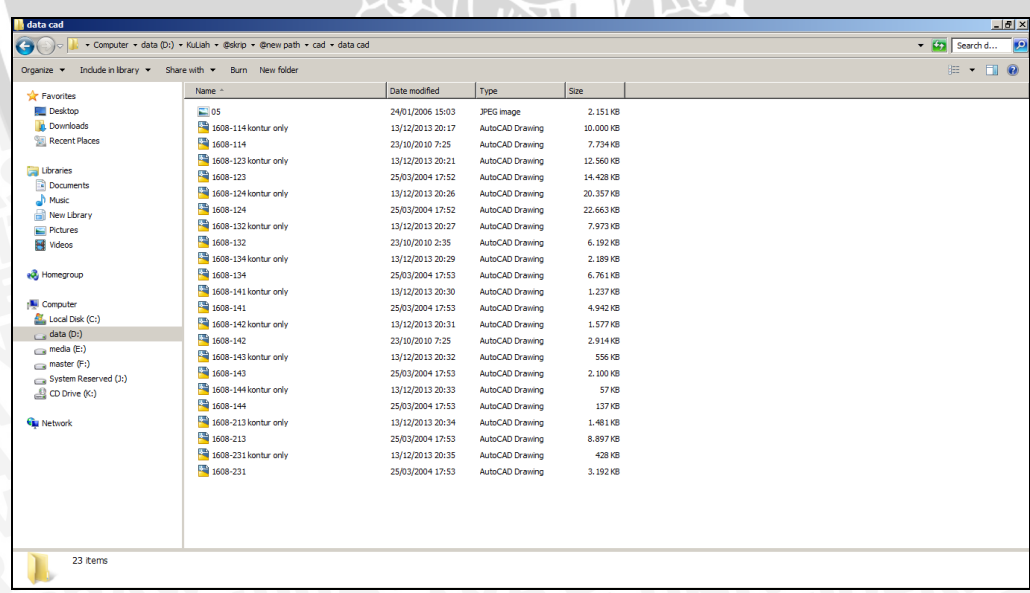 data cad
Computer data (D:) KuLiah @skrip @new path cad data cad Search d...
Organize Include in library Share with Burn New folder
Favorites
Desktop
Downloads
Recent Places
Libraries
Documents
Music
New Library
Pictures
Videos
Homegroup
Computer
Local Disk (C:)
data (D:)
media (E:)
master (F:)
System Reserved (J:)
CD Drive (K:)
Network
Name Date modified Type Size
05 24/01/2006 15:03 JPEG image 2.151 KB
1608-114 kontur only 13/12/2013 20:17 AutoCAD Drawing 10.000 KB
1608-114 23/10/2010 7:25 AutoCAD Drawing 7.734 KB
1608-123 kontur only 13/12/2013 20:21 AutoCAD Drawing 12.560 KB
1608-123 25/03/2004 17:52 AutoCAD Drawing 14.428 KB
1608-124 kontur only 13/12/2013 20:26 AutoCAD Drawing 20.357 KB
1608-124 25/03/2004 17:52 AutoCAD Drawing 22.663 KB
1608-132 kontur only 13/12/2013 20:27 AutoCAD Drawing 7.973 KB
1608-132 23/10/2010 2:35 AutoCAD Drawing 6.192 KB
1608-134 kontur only 13/12/2013 20:29 AutoCAD Drawing 2.189 KB
1608-134 25/03/2004 17:53 AutoCAD Drawing 6.761 KB
1608-141 kontur only 13/12/2013 20:30 AutoCAD Drawing 1.237 KB
1608-141 25/03/2004 17:53 AutoCAD Drawing 4.942 KB
1608-142 kontur only 13/12/2013 20:31 AutoCAD Drawing 1.577 KB
1608-142 23/10/2010 7:25 AutoCAD Drawing 2.914 KB
1608-143 kontur only 13/12/2013 20:32 AutoCAD Drawing 556 KB
1608-143 25/03/2004 17:53 AutoCAD Drawing 2.100 KB
1608-144 kontur only 13/12/2013 20:33 AutoCAD Drawing 57 KB
1608-144 25/03/2004 17:53 AutoCAD Drawing 137 KB
1608-213 kontur only 13/12/2013 20:34 AutoCAD Drawing 1.481 KB
1608-213 25/03/2004 17:53 AutoCAD Drawing 8.897 KB
1608-231 kontur only 13/12/2013 20:35 AutoCAD Drawing 428 KB
1608-231 25/03/2004 17:53 AutoCAD Drawing 3.192 KB
23 items